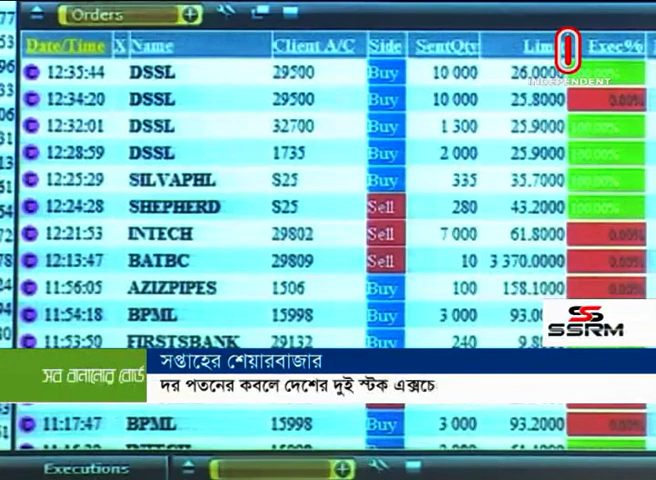 Orders
Date/Time X Name Client A/C Side SentQty Exec%
INDEPENDENT
12:35:44 DSSL 29500 Buy 10 000 26.0000
12:34:20 DSSL 29500 Buy 10 000 25.8000 0.00%
12:32:01 DSSL 32700 Buy 1 300 25.9000 100.00%
12:28:59 DSSL 1735 Buy 2 000 25.9000 100.00%
12:25:29 SILVAPHL S25 Buy 335 35.7000 100.00%
12:24:28 SHEPHERD S25 Sell 280 43.2000 100.00%
12:21:53 INTECH 29802 Sell 7 000 61.8000 0.00%
12:13:47 BATBC 29809 Sell 10 3 370.0000 0.00%
11:56:05 AZIZPIPES 1506 Buy 100 158.1000 0.00%
11:54:18 BPML 15998 Buy 3 000
11:53:50 FIRSTSBANK 29132 Buy 240
SSRM
সপ্তাহের শেয়ারবাজার
দর পতনের কবলে দেশের দুই স্টক এক্সচে
11:17:47 BPML 15998 Buy 3 000 93.2000 0.00%
Executions